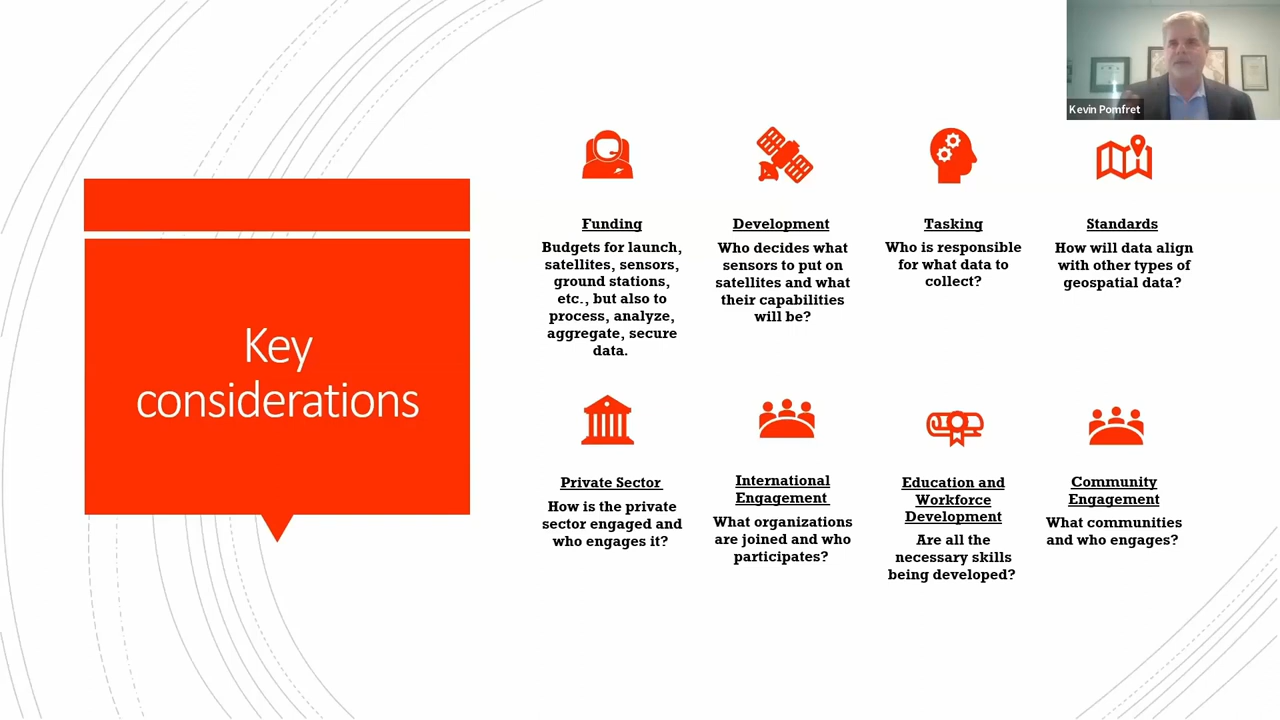 Kevin Pomfret
Key
considerations
Funding
Budgets for launch,
satellites, sensors,
ground stations,
etc., but also to
process, analyze,
aggregate, secure
data.
Development
Who decides what
sensors to put on
satellites and what
their capabilities
will be?
Tasking
Who is responsible
for what data to
collect?
Standards
How will data align
with other types of
geospatial data?
Private Sector
How is the private
sector engaged and
who engages it?
International
Engagement
What organizations
are joined and who
participates?
Education and
Workforce
Development
Are all the
necessary skills
being developed?
Community
Engagement
What communities
and who engages?